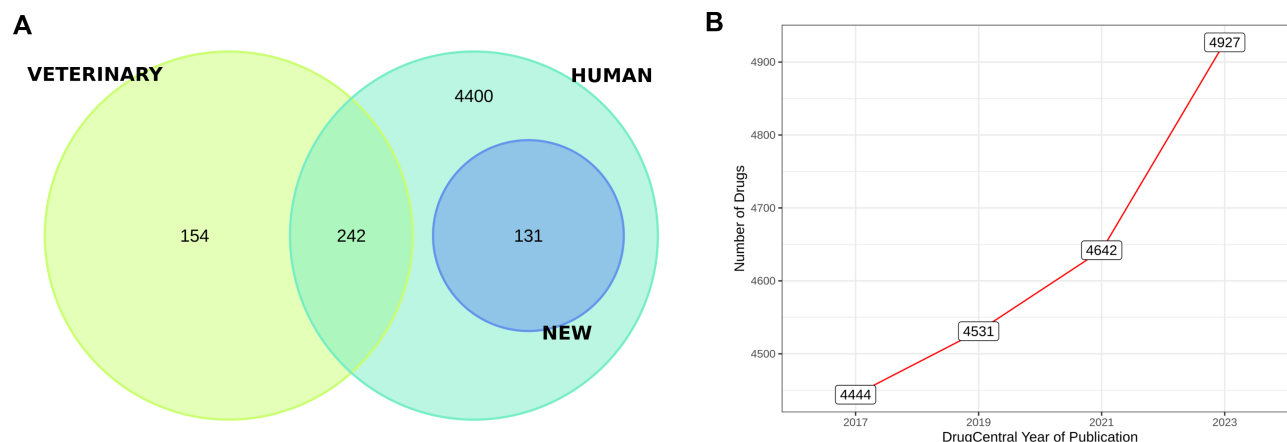 A
VETERINARY
HUMAN
4400
154
242
131
NEW
B
Number of Drugs
4900
4800
4700
4600
4500
4927
4642
4531
4444
2017
2019
2021
2023
DrugCentral Year of Publication